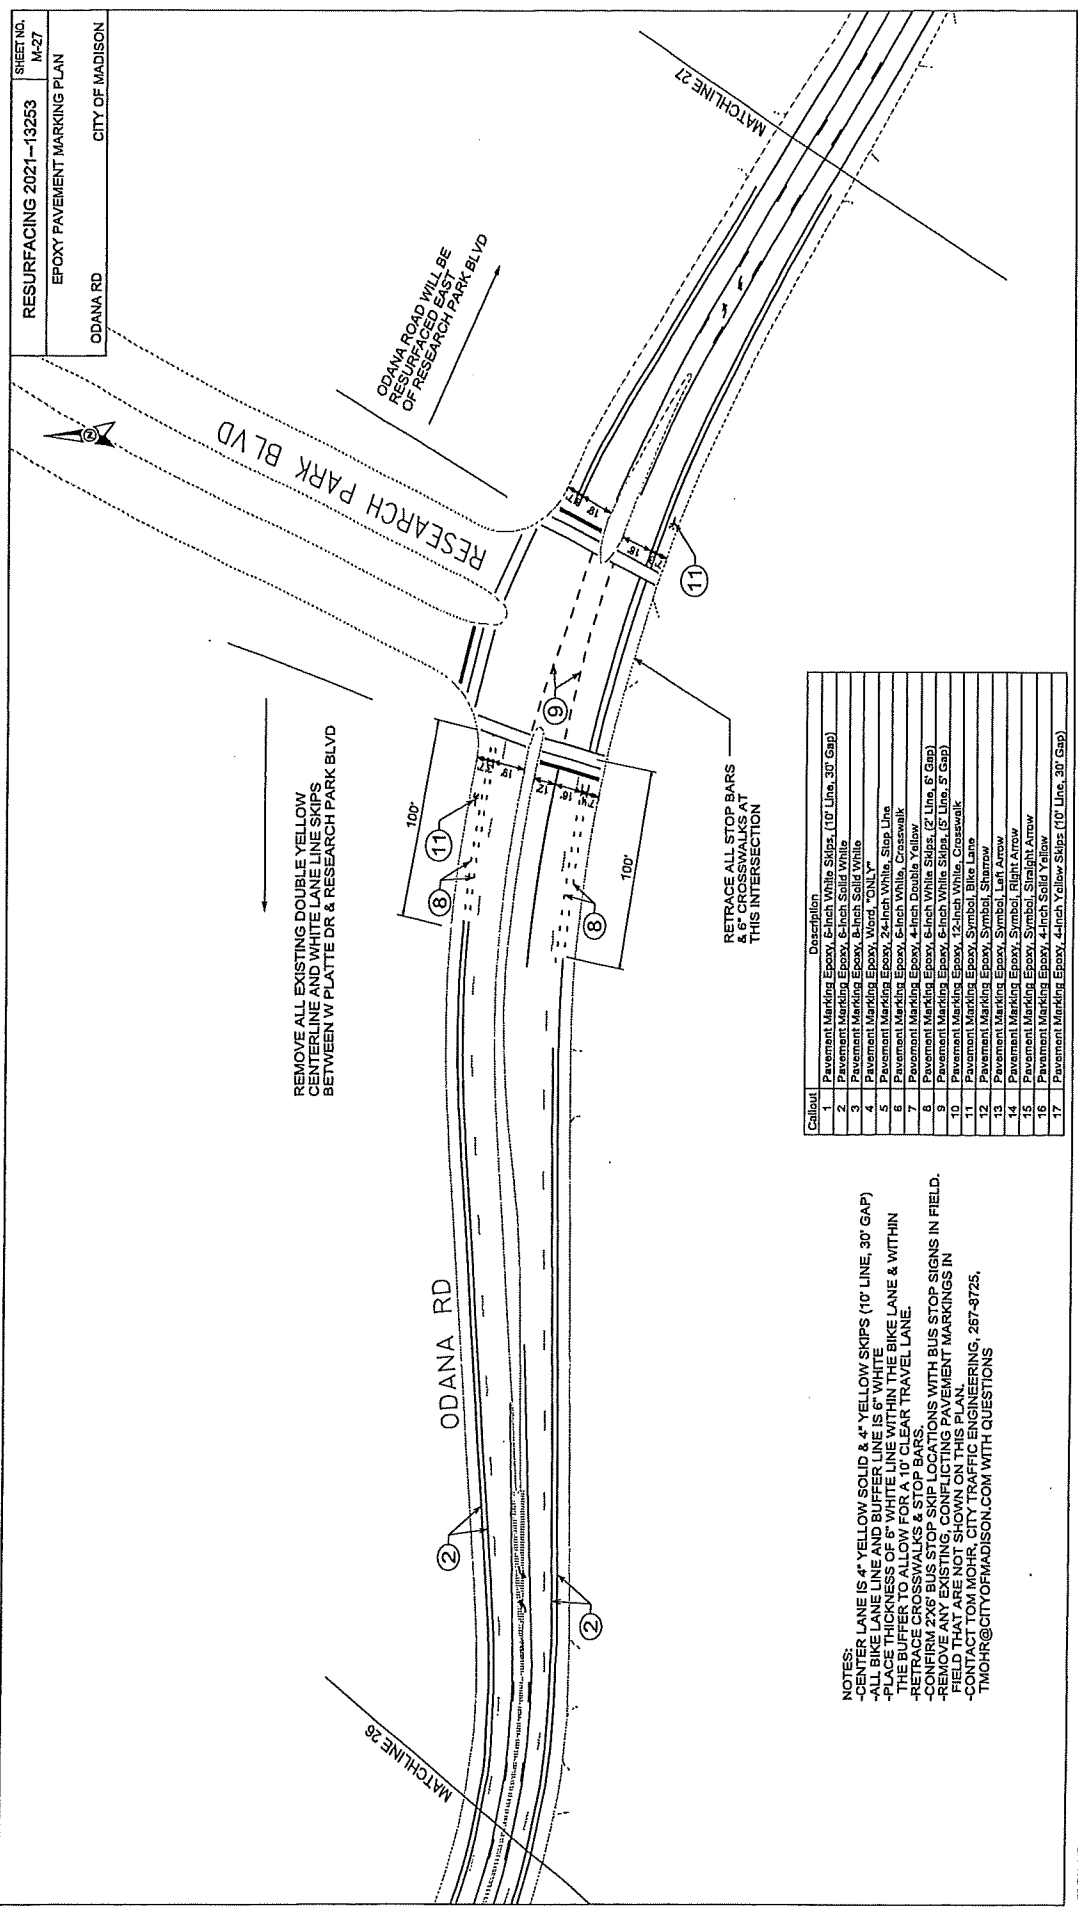 RESURFACING 2021-13253
SHEET NO.
M-27
EPOXY PAVEMENT MARKING PLAN
ODANA RD
CITY OF MADISON
REMOVE ALL EXISTING DOUBLE YELLOW
CENTERLINE AND WHITE LANE LINE SKIPS
BETWEEN W PLATTE DR & RESEARCH PARK BLVD
RESEARCH PARK BLVD
N
ODANA ROAD WILL BE
RESURFACED EAST
OF RESEARCH PARK BLVD
MATCHLINE 26
ODANA RD
2
2
100'
8
11
8
100'
12'
16'
9
11
MATCHLINE 27
RETRACE ALL STOP BARS
& 6" CROSSWALKS AT
THIS INTERSECTION
NOTES:
-CENTER LANE IS 4" YELLOW SOLID & 4" YELLOW SKIPS (10' LINE, 30' GAP)
-ALL BIKE LANE LINE AND BUFFER LINE IS 6" WHITE
-PLACE THICKNESS OF 6" WHITE LINE WITHIN THE BIKE LANE & WITHIN
THE BUFFER TO ALLOW FOR A 10' CLEAR TRAVEL LANE.
-RETRACE CROSSWALKS & STOP BARS.
-CONFIRM 2'X6' BUS STOP SKIP LOCATIONS WITH BUS STOP SIGNS IN FIELD.
-REMOVE ANY EXISTING, CONFLICTING PAVEMENT MARKINGS IN
FIELD THAT ARE NOT SHOWN ON THIS PLAN.
-CONTACT TOM MOHR, CITY TRAFFIC ENGINEERING, 267-8725,
TMOHR@CITYOFMADISON.COM WITH QUESTIONS
Callout Description
1 Pavement Marking Epoxy, 6-Inch White Skips, (10' Line, 30' Gap)
2 Pavement Marking Epoxy, 6-Inch Solid White
3 Pavement Marking Epoxy, 8-Inch Solid White
4 Pavement Marking Epoxy, Word, "ONLY"
5 Pavement Marking Epoxy, 24-Inch White, Stop Line
6 Pavement Marking Epoxy, 6-Inch White, Crosswalk
7 Pavement Marking Epoxy, 4-Inch Double Yellow
8 Pavement Marking Epoxy, 6-Inch White Skips, (2' Line, 6' Gap)
9 Pavement Marking Epoxy, 6-Inch White Skips, (5' Line, 5' Gap)
10 Pavement Marking Epoxy, 12-Inch White, Crosswalk
11 Pavement Marking Epoxy, Symbol, Bike Lane
12 Pavement Marking Epoxy, Symbol, Sharrow
13 Pavement Marking Epoxy, Symbol, Left Arrow
14 Pavement Marking Epoxy, Symbol, Right Arrow
15 Pavement Marking Epoxy, Symbol, Straight Arrow
16 Pavement Marking Epoxy, 4-Inch Solid Yellow
17 Pavement Marking Epoxy, 4-Inch Yellow Skips (10' Line, 30' Gap)